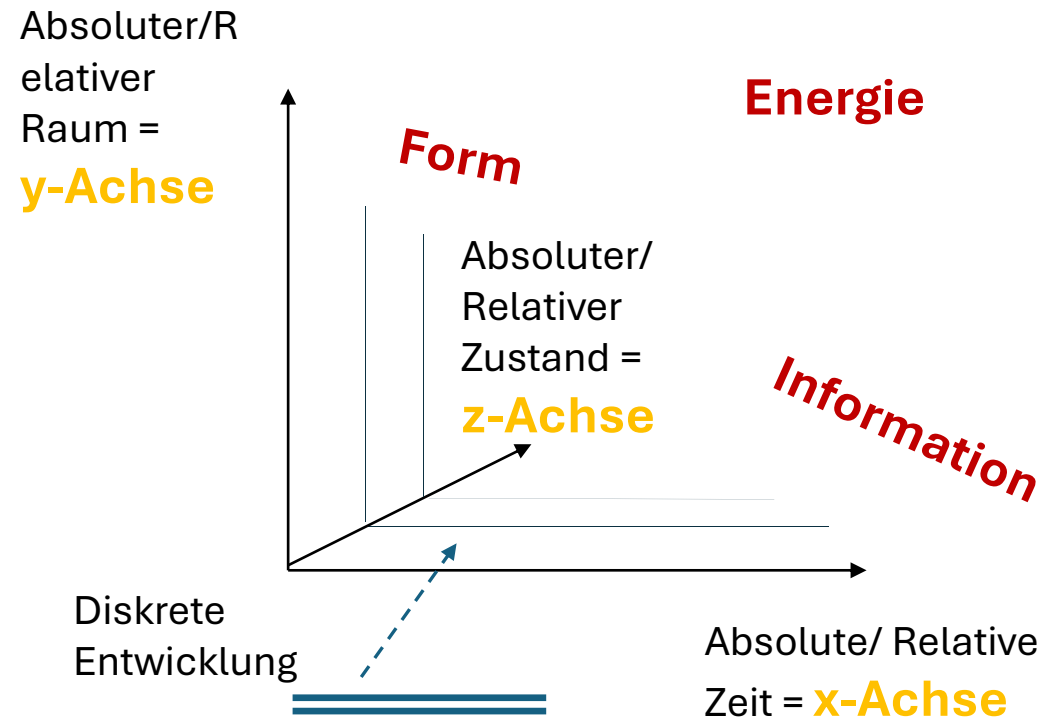 Absoluter/R
elativer
Raum =
y-Achse
Energie
Form
Absoluter/
Relativer
Zustand =
z-Achse
Information
Diskrete
Entwicklung
Absolute/ Relative
Zeit = x-Achse